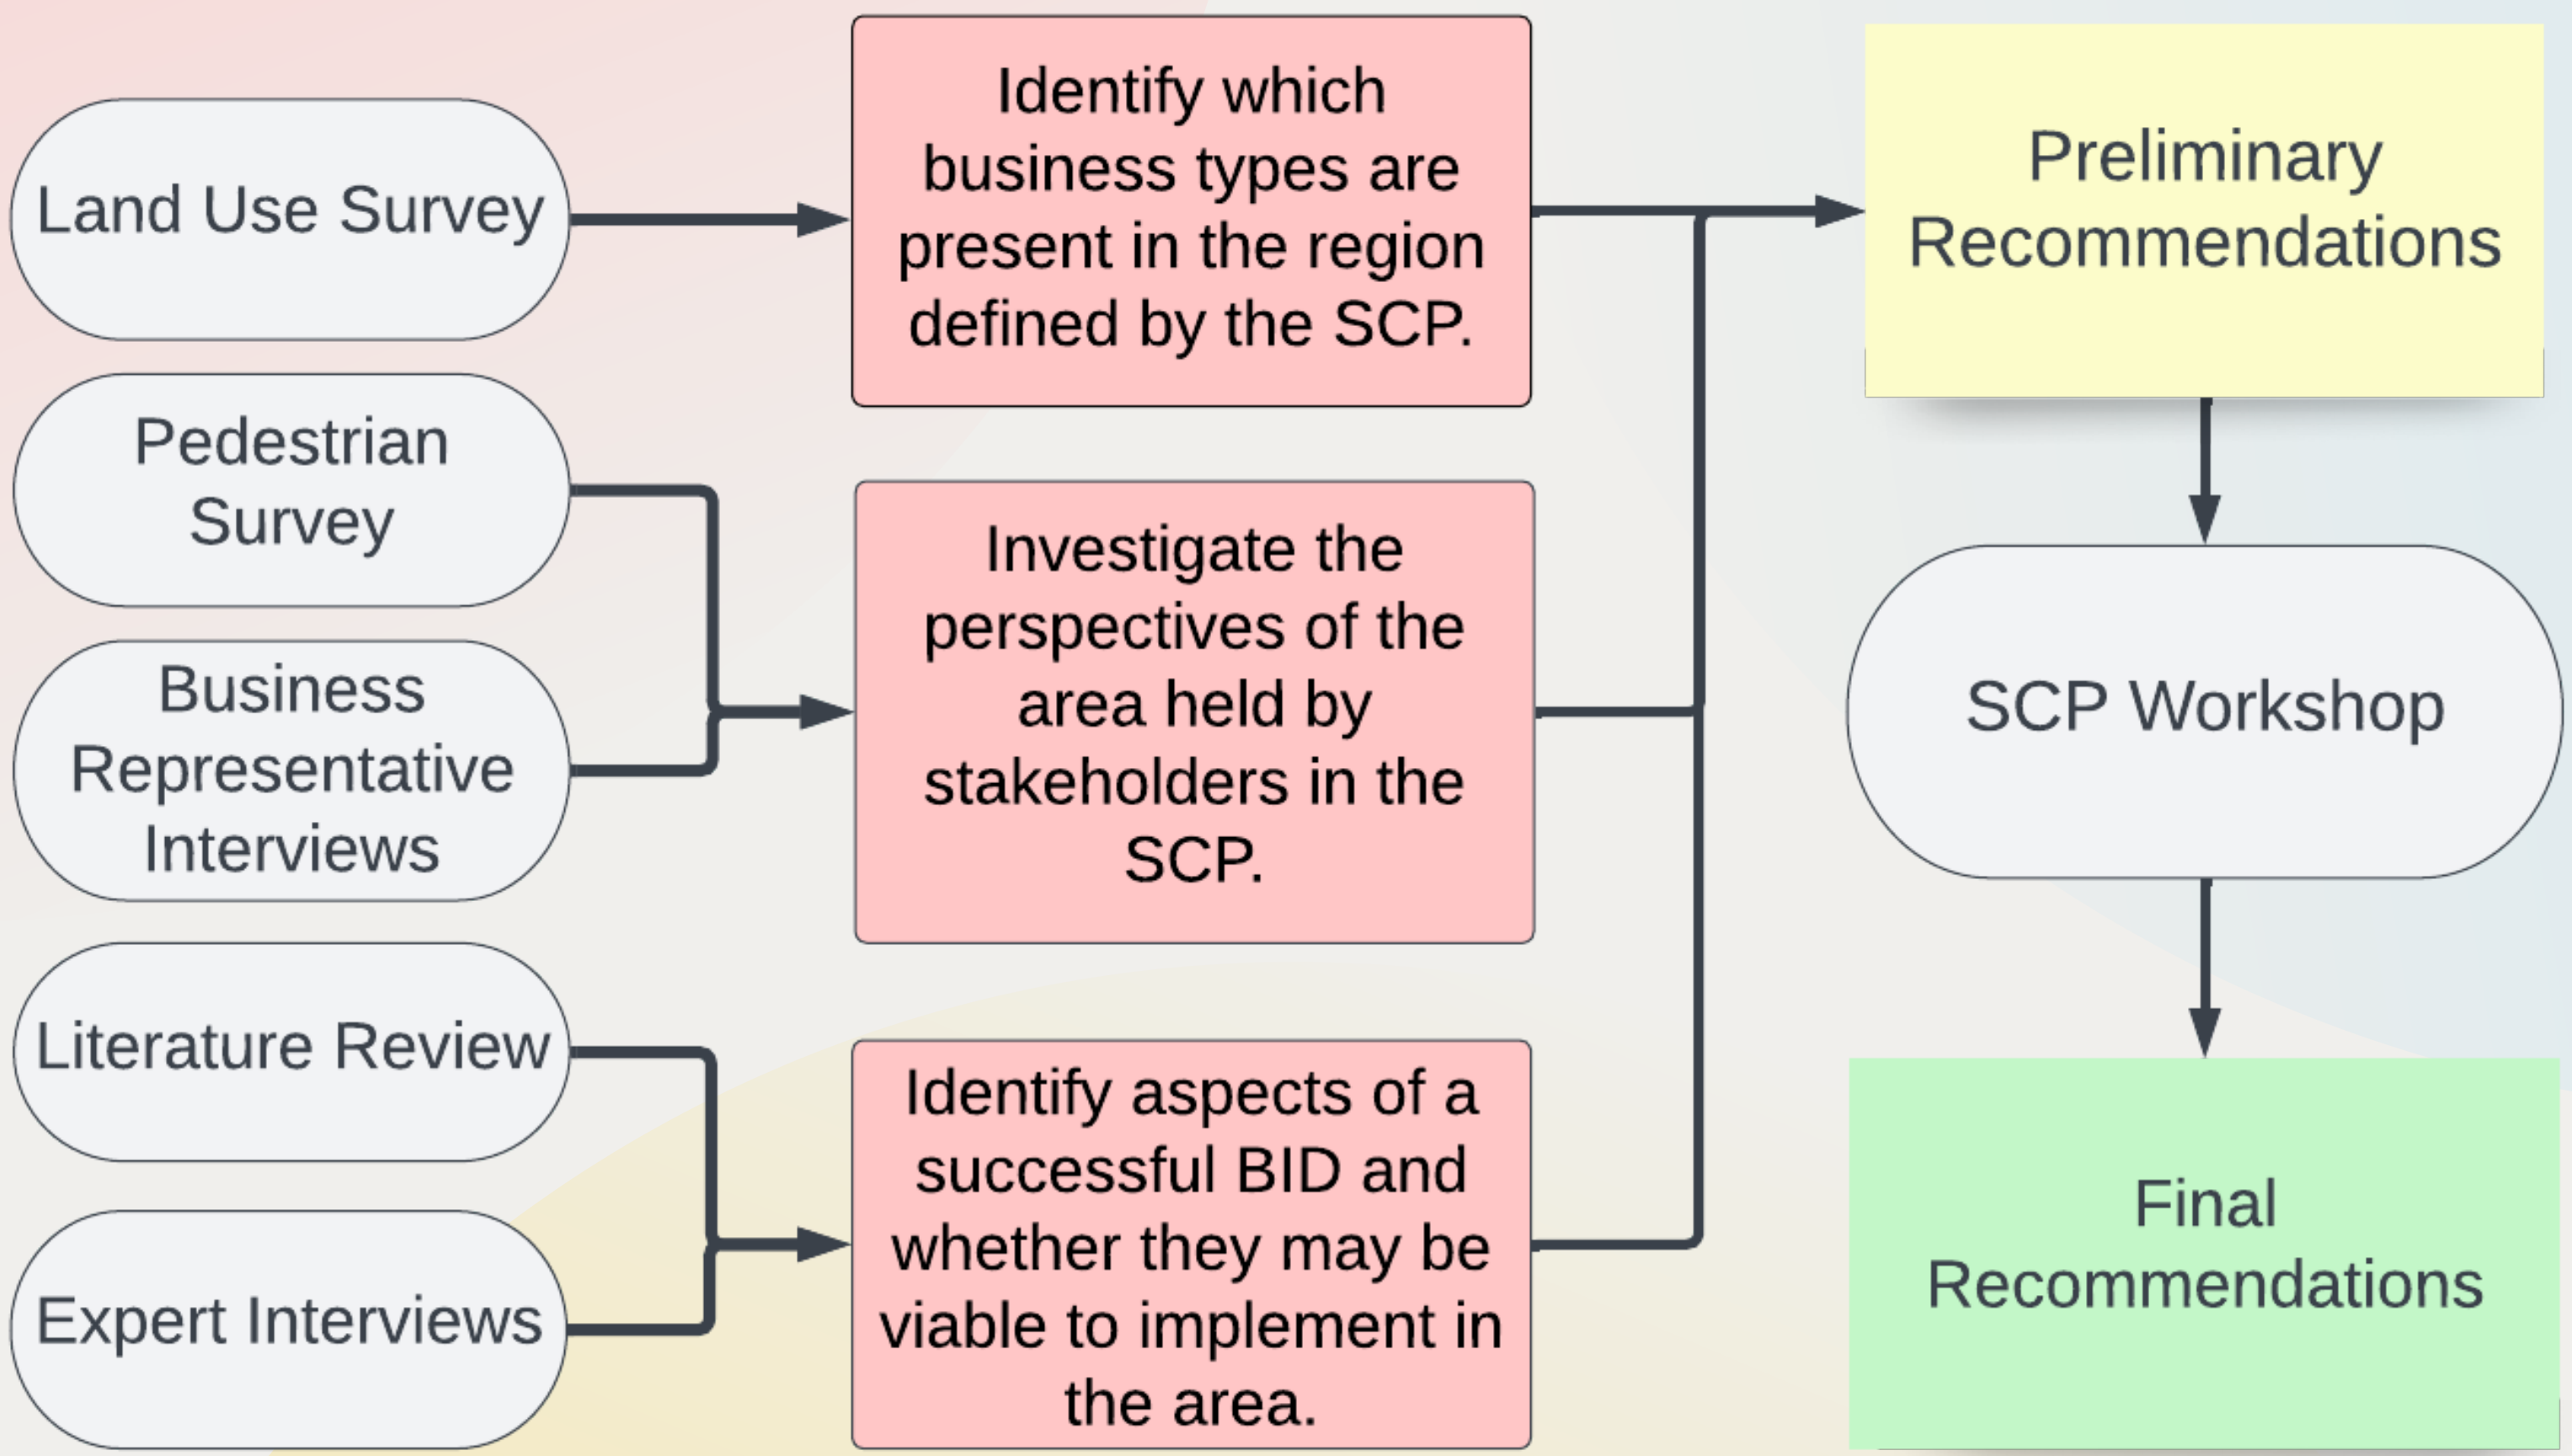 Land Use Survey
Pedestrian
Survey
Business
Representative
Interviews
Literature Review
Expert Interviews
Identify which
business types are
present in the region
defined by the SCP.
Investigate the
perspectives of the
area held by
stakeholders in the
SCP.
Identify aspects of a
successful BID and
whether they may be
viable to implement in
the area.
Preliminary
Recommendations
SCP Workshop
Final
Recommendations